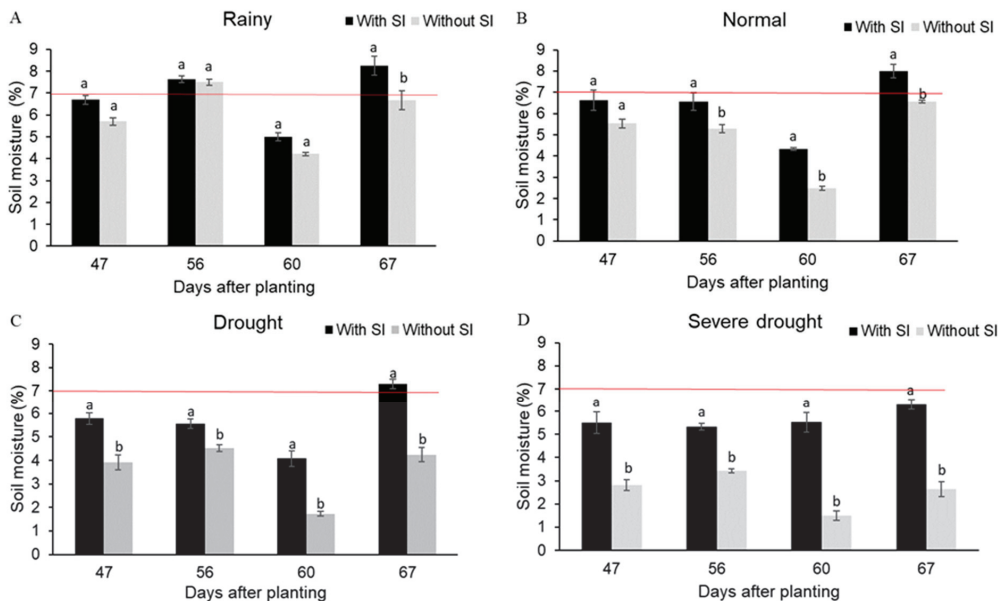 A
Rainy
With SI Without SI
Soil moisture (%)
9
8
7
6
5
4
3
2
1
0
a a a a a a a b
47 56 60 67
Days after planting
B
Normal
With SI Without SI
Soil moisture (%)
9
8
7
6
5
4
3
2
1
0
a a a b a b a b
47 56 60 67
Days after planting
C
Drought
With SI Without SI
Soil moisture (%)
9
8
7
6
5
4
3
2
1
0
a b a b a b a b
47 56 60 67
Days after planting
D
Severe drought
With SI Without SI
Soil moisture (%)
9
8
7
6
5
4
3
2
1
0
a b a b a b a b
47 56 60 67
Days after planting